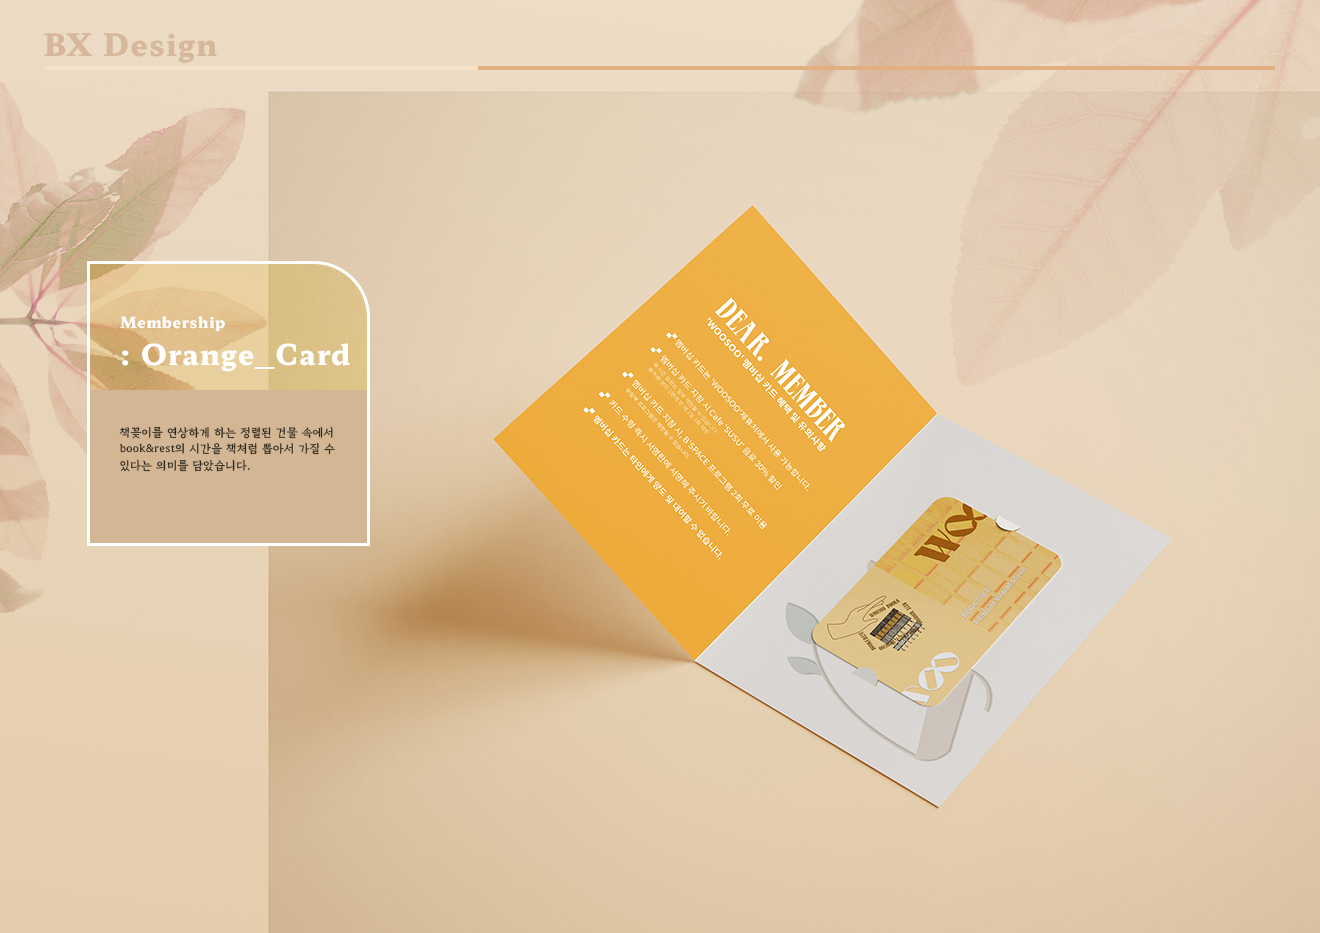 BX Design
Membership
: Orange_Card
책꽂이를 연상하게 하는 정렬된 건물 속에서
book&rest의 시간을 책처럼 뽑아서 가질 수
있다는 의미를 담았습니다.
DEAR. MEMBER
'WOOSOO' 멤버십 카드 혜택 및 유의사항
멤버십 카드는 'WOOSOO'제휴처에서 사용 가능합니다.
멤버십 카드 지참 시 Cafe 'SUSU' 음료 30% 할인
멤버십 카드 지참 시, B'SPACE 프로그램 2회 무료 이용
카드 수령 즉시 서명란에 서명해 주시기 바랍니다.
멤버십 카드는 타인에게 양도 및 대여할 수 없습니다.